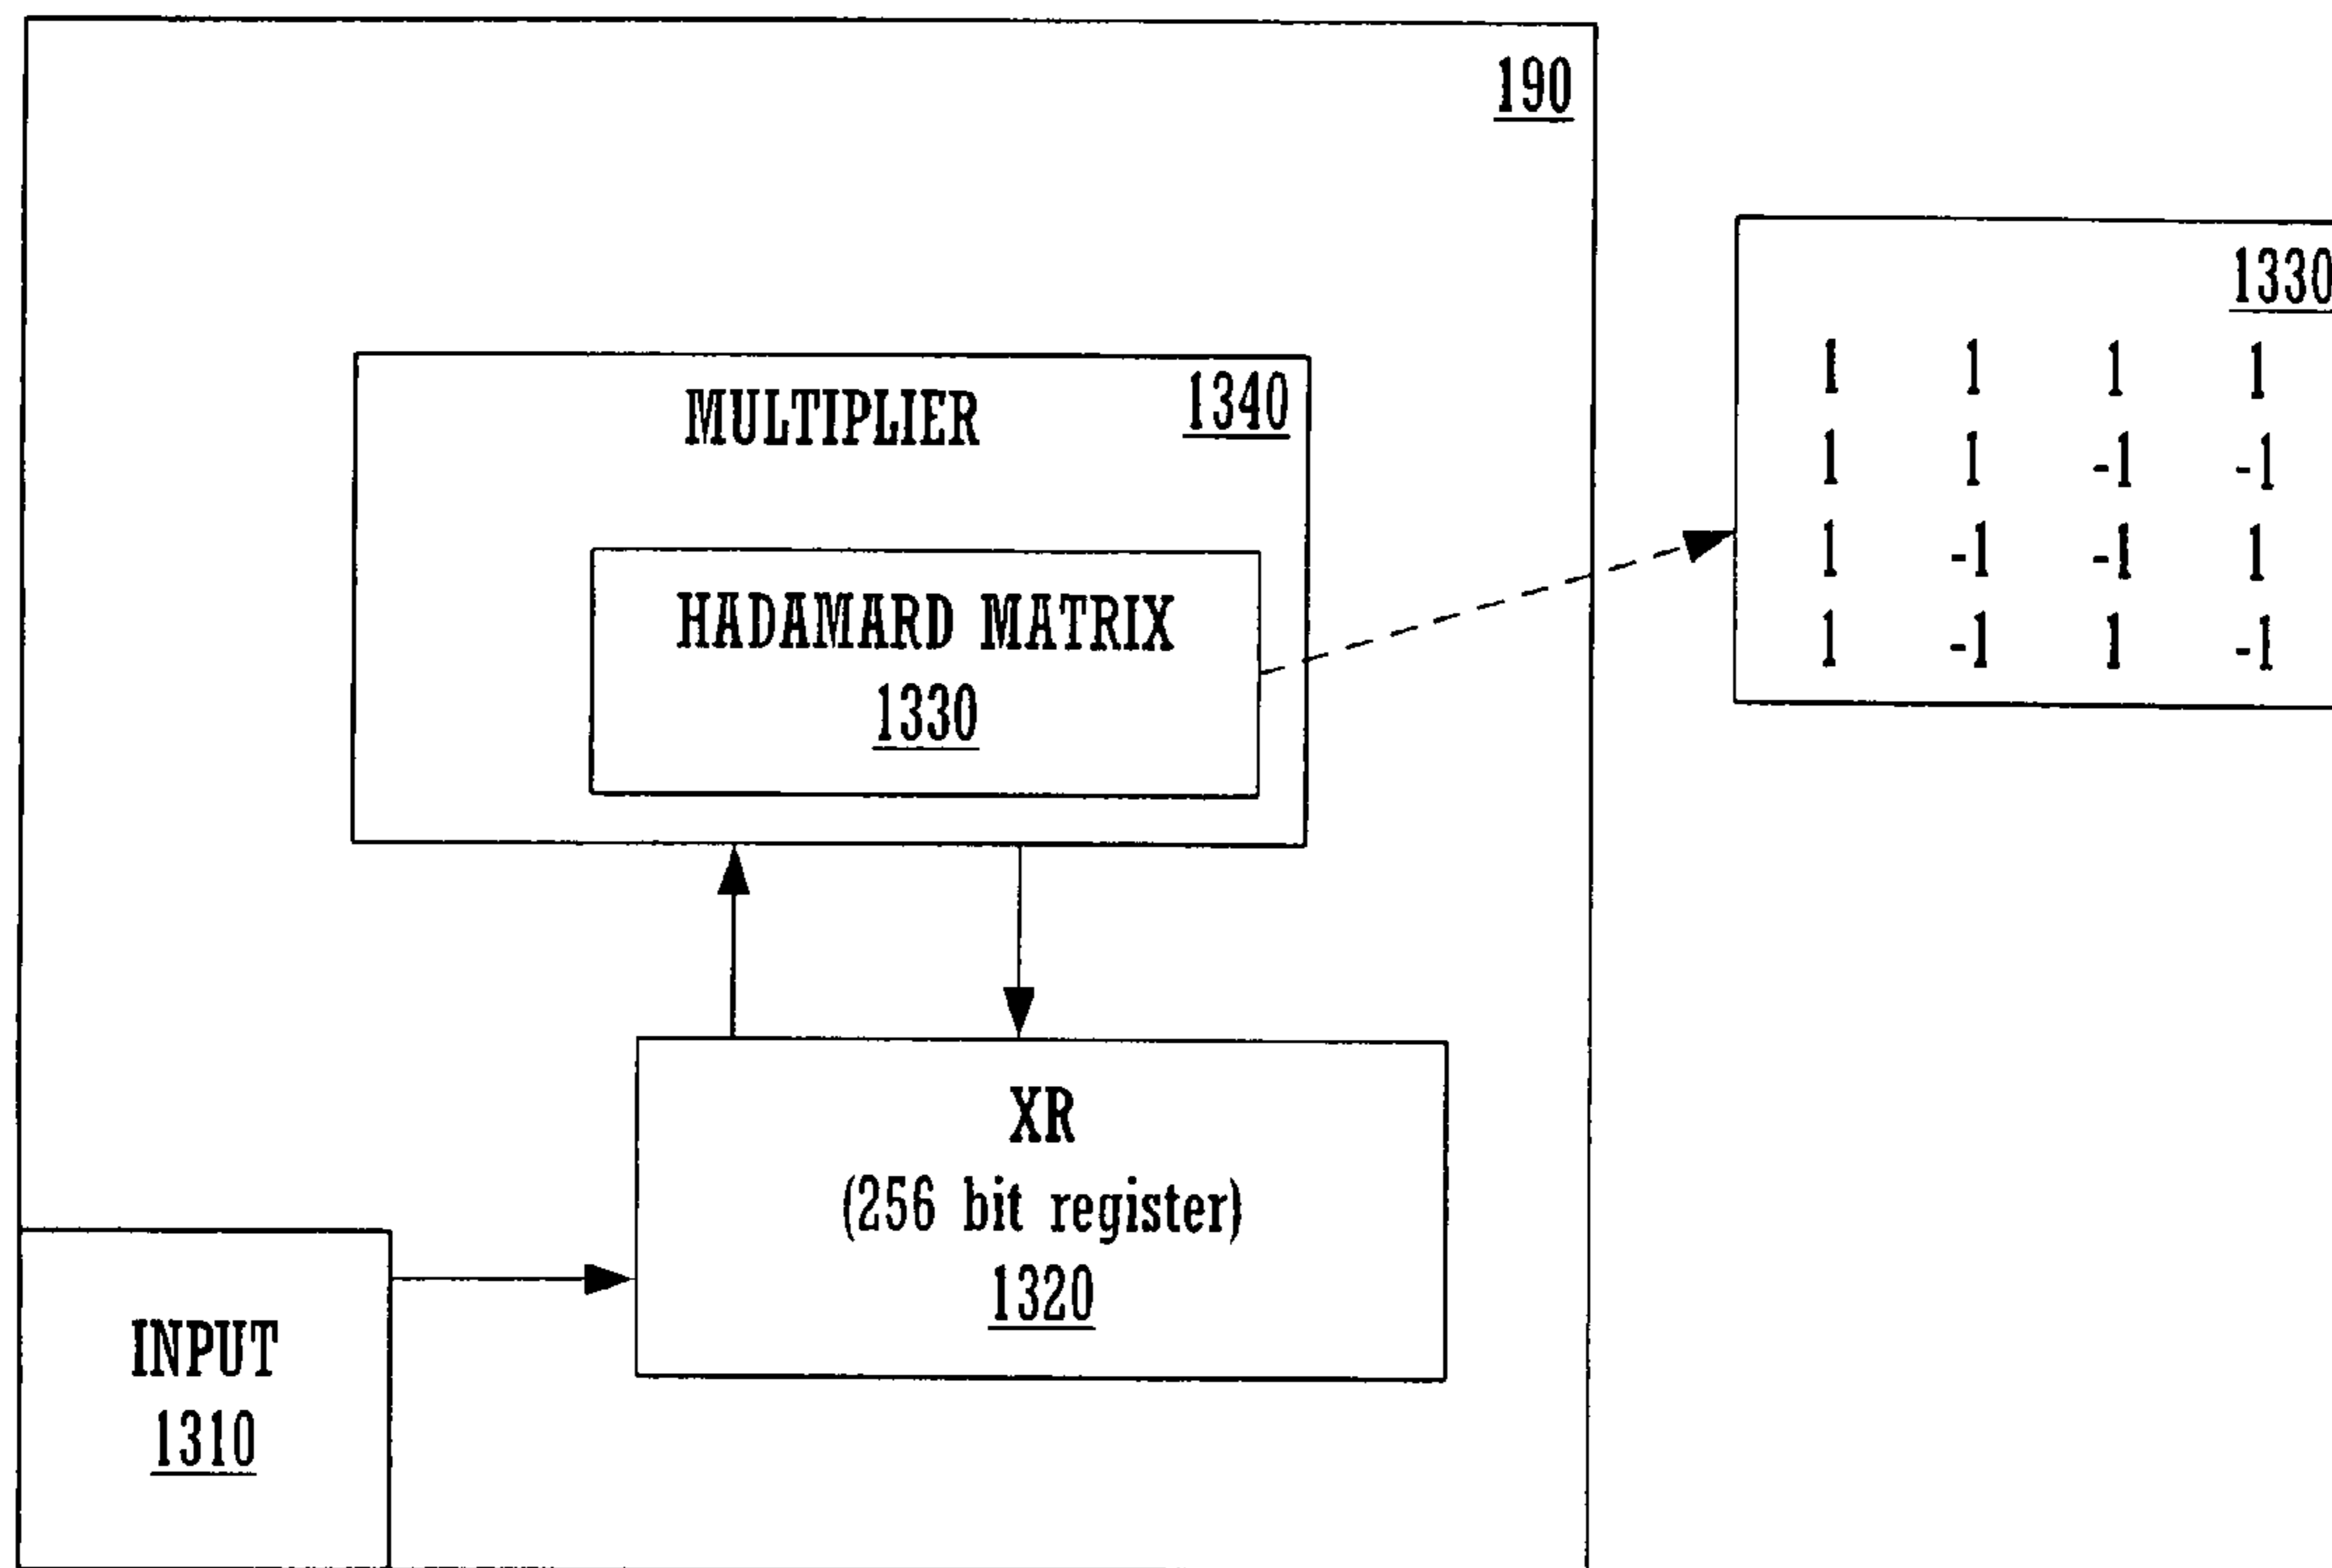 190
MULTIPLIER 1340
HADAMARD MATRIX
1330
1330
1 1 1 1
1 1 -1 -1
1 -1 -1 1
1 -1 1 -1
XR
(256 bit register)
1320
INPUT
1310